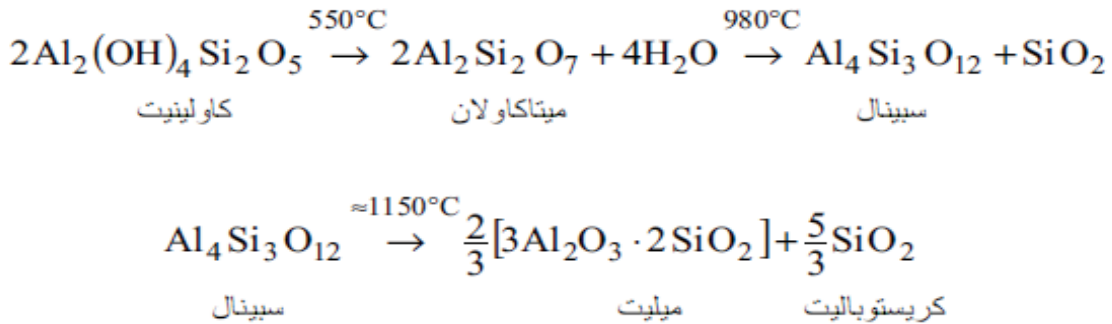 550°C 980°C
2Al₂(OH)₄Si₂O₅ → 2Al₂Si₂O₇ + 4H₂O → Al₄Si₃O₁₂ + SiO₂
كاولينيت ميتاكاولان سبينال
≈1150°C
Al₄Si₃O₁₂ → 2/3[3Al₂O₃ · 2SiO₂] + 5/3SiO₂
سبينال ميليت كريستوباليت